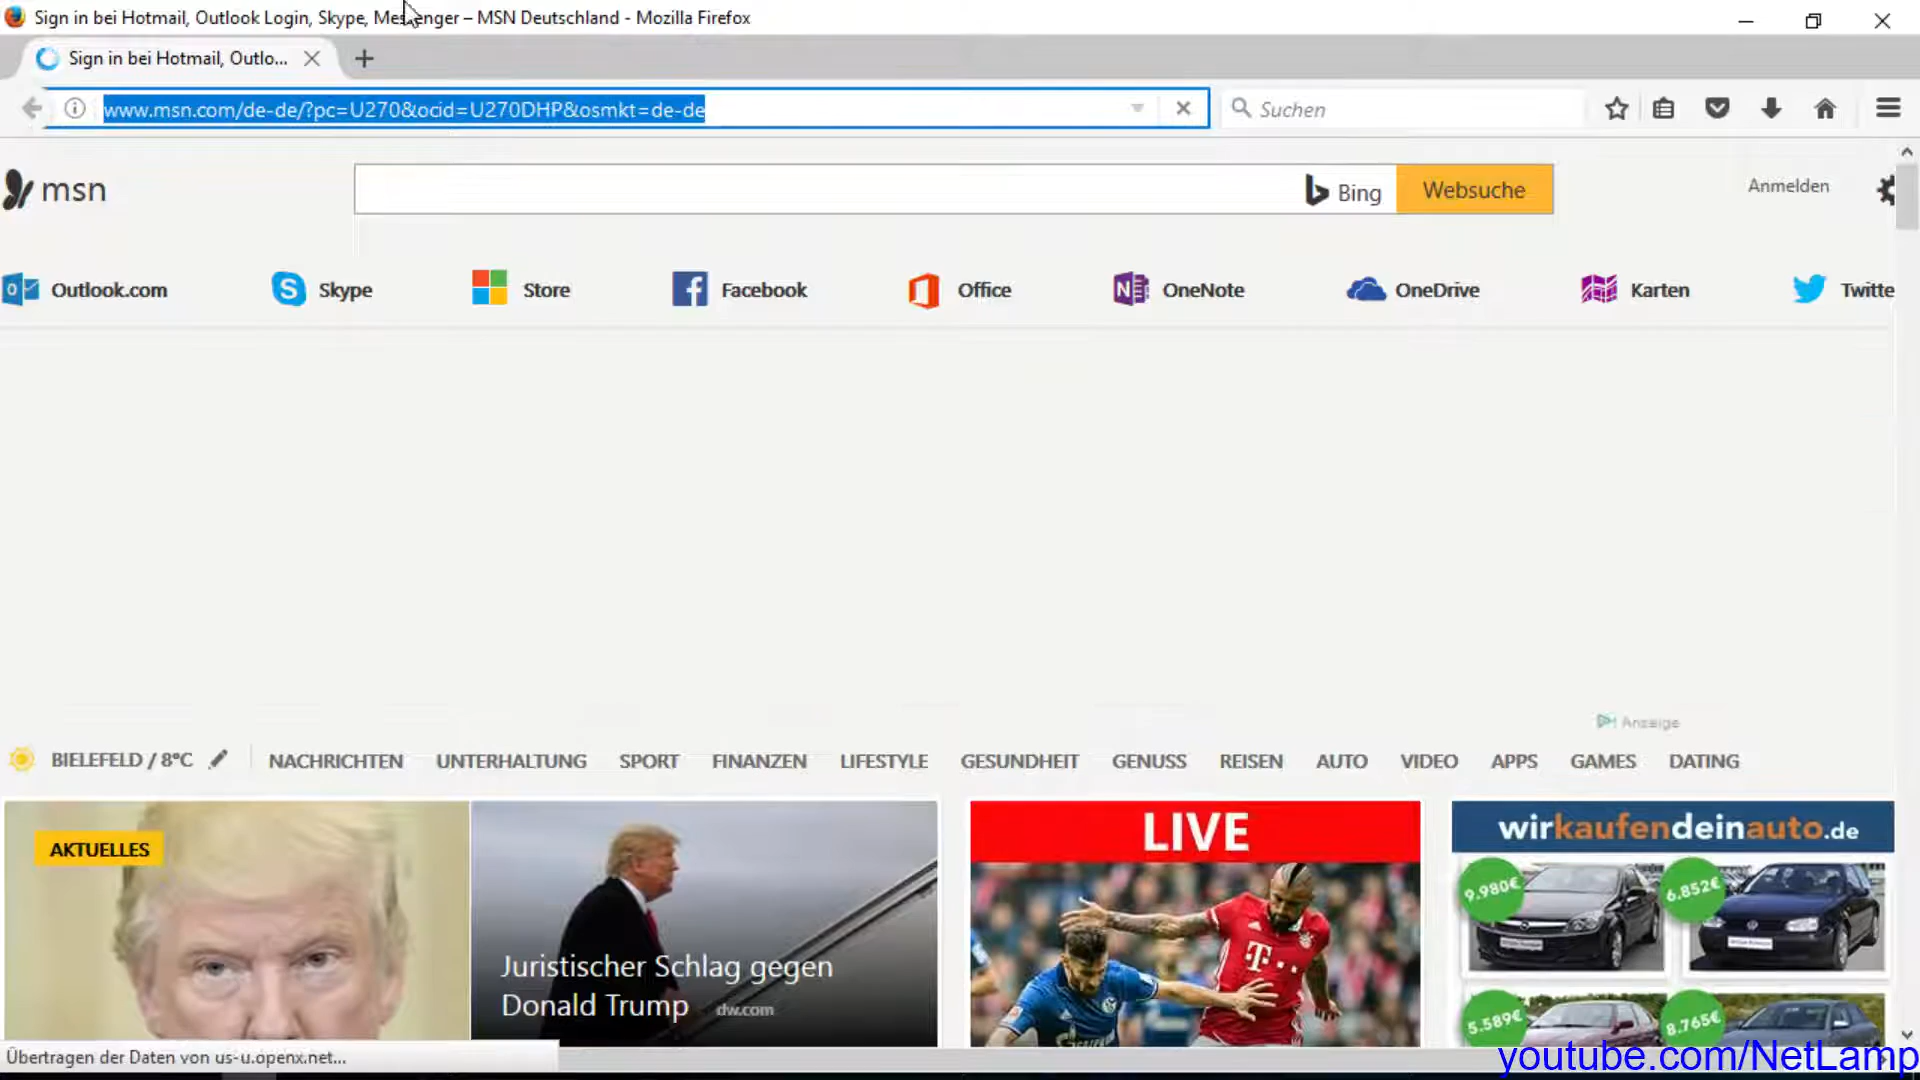 Sign in bei Hotmail, Outlook Login, Skype, Messenger – MSN Deutschland - Mozilla Firefox
Sign in bei Hotmail, Outlo...
www.msn.com/de-de/?pc=U270&ocid=U270DHP&osmkt=de-de
Suchen
msn
Bing
Websuche
Anmelden
Outlook.com
Skype
Store
Facebook
Office
OneNote
OneDrive
Karten
Twitte
Anzeige
BIELEFELD / 8°C
NACHRICHTEN UNTERHALTUNG SPORT FINANZEN LIFESTYLE GESUNDHEIT GENUSS REISEN AUTO VIDEO APPS GAMES DATING
AKTUELLES
Juristischer Schlag gegen
Donald Trump dw.com
LIVE
T
wirkaufendeinauto.de
9.980€
6.852€
5.589€
8.765€
Übertragen der Daten von us-u.openx.net...
youtube.com/NetLamp